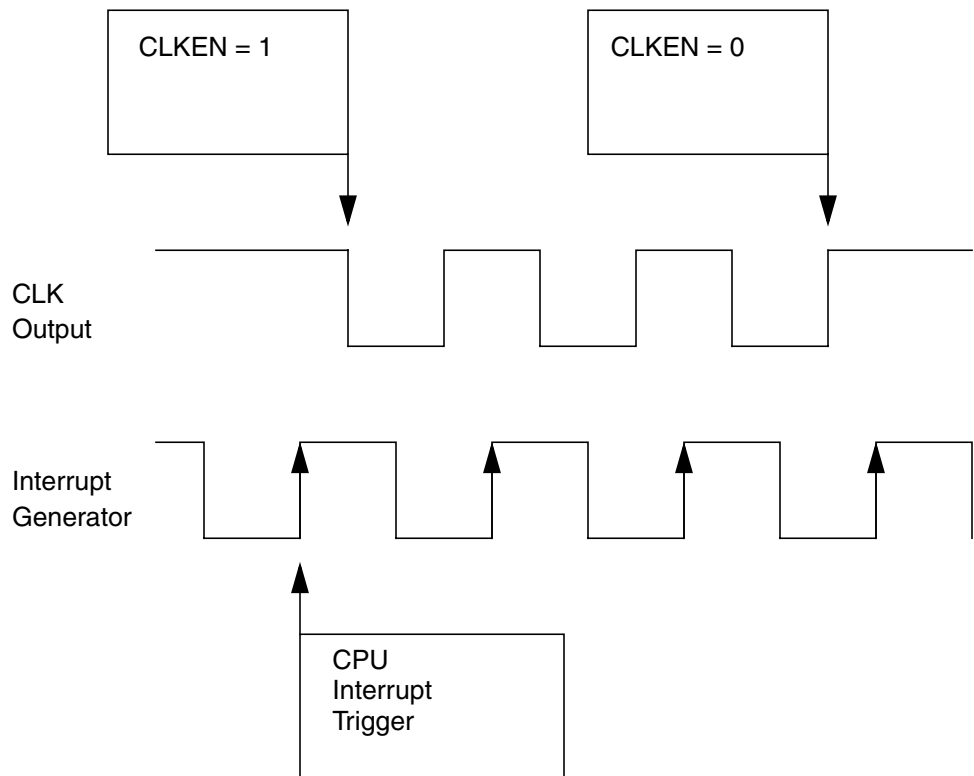 CLKEN = 1
CLKEN = 0
CLK
Output
Interrupt
Generator
CPU
Interrupt
Trigger